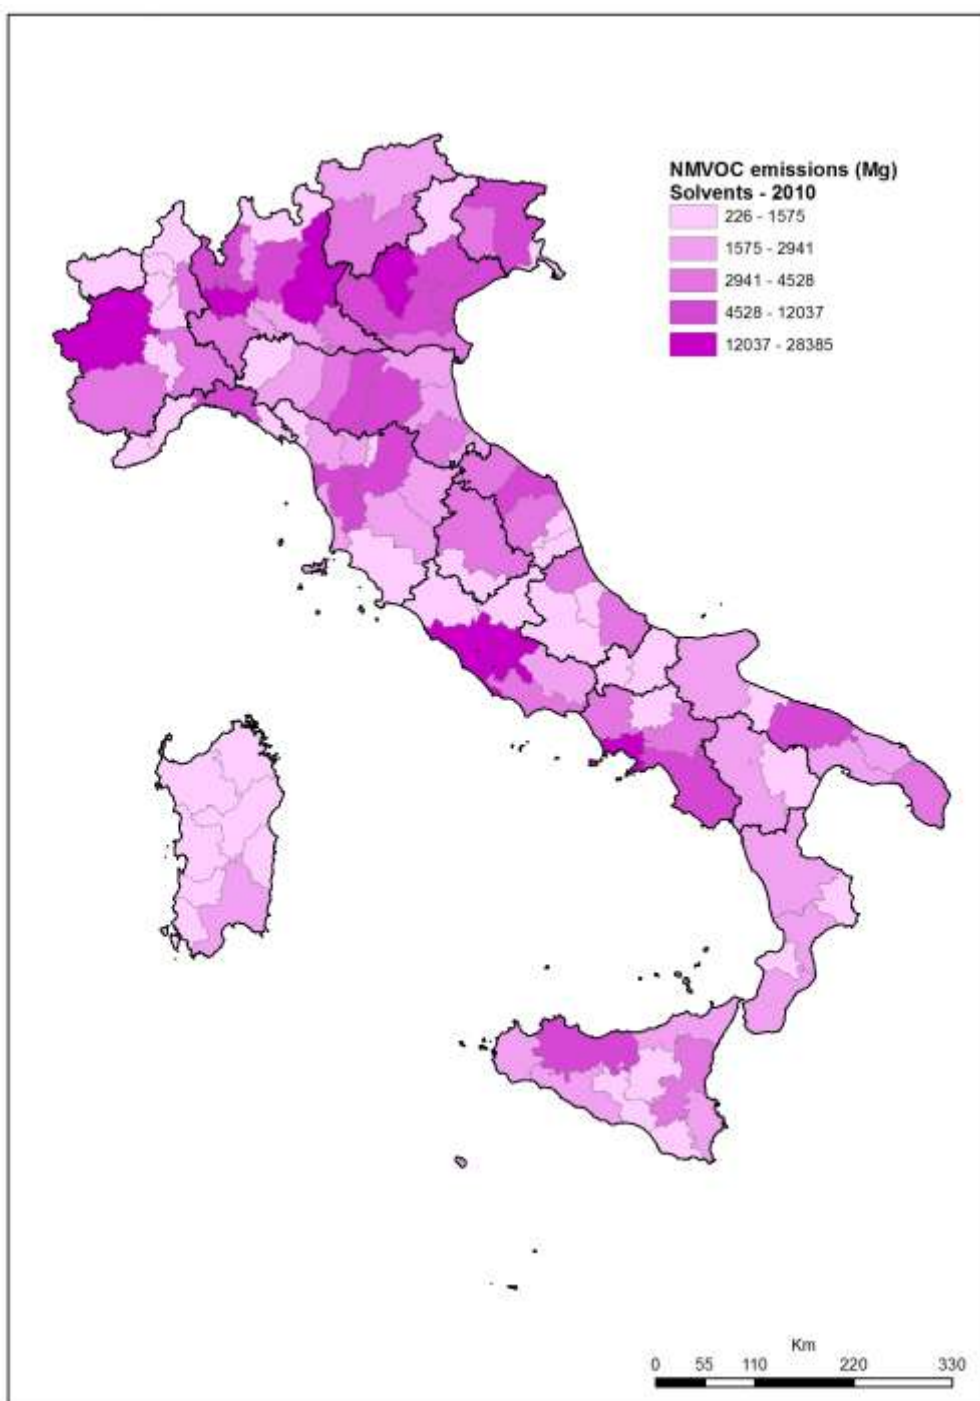 NMVOC emissions (Mg)
Solvents - 2010
226 - 1575
1575 - 2941
2941 - 4528
4528 - 12037
12037 - 28385
Km
0 55 110 220 330